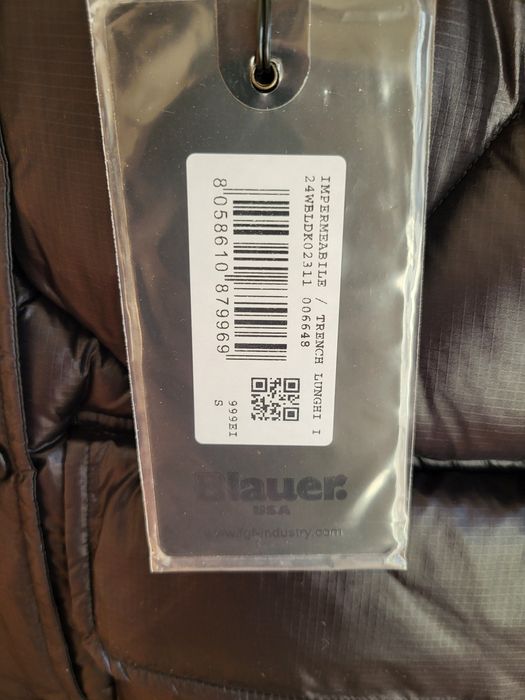 IMPERMEABILE / TRENCH LUNGHI I
24WBLDK02311 006648
8 058610 879969
999EI
S
Blauer.
USA
www.fgf-industry.com